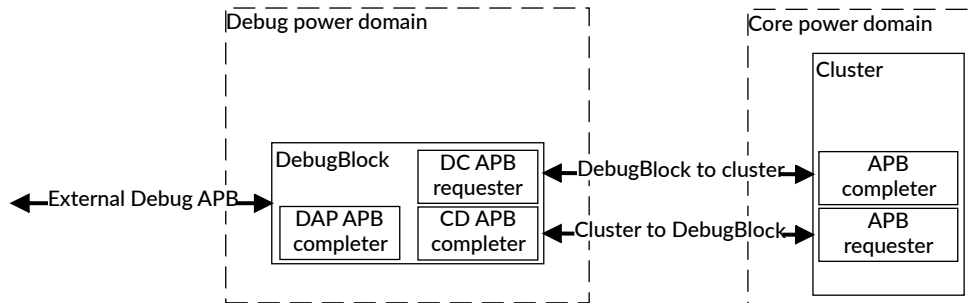 Debug power domain
Core power domain
Cluster
DebugBlock
DC APB
requester
DebugBlock to cluster
APB
completer
External Debug APB
DAP APB
completer
CD APB
completer
Cluster to DebugBlock
APB
requester